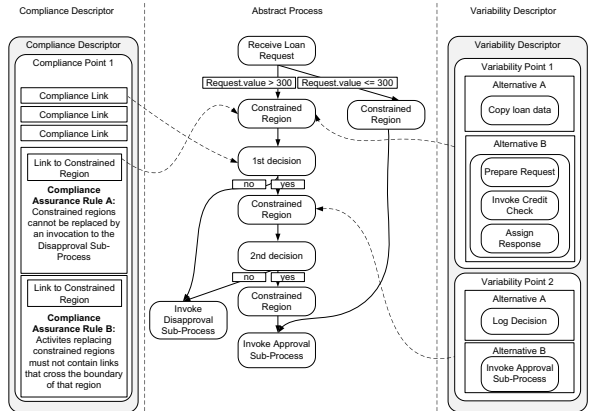 Compliance Descriptor
Abstract Process
Variability Descriptor
Compliance Descriptor
Compliance Point 1
Compliance Link
Compliance Link
Compliance Link
Link to Constrained
Region
Compliance
Assurance Rule A:
Constrained regions
cannot be replaced by
an invocation to the
Disapproval Sub-
Process
Link to Constrained
Region
Compliance
Assurance Rule B:
Activites replacing
constrained regions
must not contain links
that cross the boundary
of that region
Receive Loan
Request
Request.value > 300
Request.value <= 300
Constrained
Region
Constrained
Region
1st decision
no
yes
Constrained
Region
2nd decision
no
yes
Constrained
Region
Invoke
Disapproval
Sub-Process
Invoke Approval
Sub-Process
Variability Descriptor
Variability Point 1
Alternative A
Copy loan data
Alternative B
Prepare Request
Invoke Credit
Check
Assign
Response
Variability Point 2
Alternative A
Log Decision
Alternative B
Invoke Approval
Sub-Process